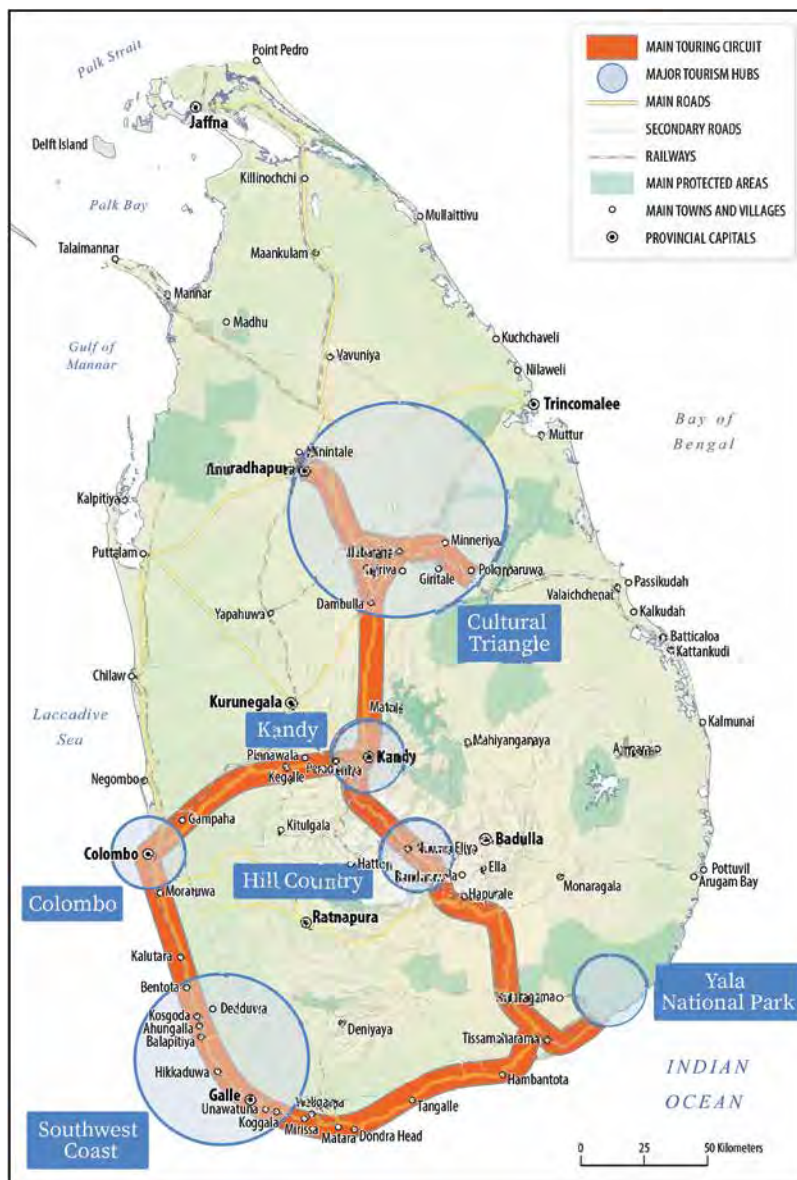 Palk Strait
Point Pedro
Jaffna
Delft Island
Killinochchi
Palk Bay
Mullaittivu
Talaimannar
Maankulam
Mannar
Madhu
Kuchchaveli
Gulf of
Mannar
Vavuniya
Nilaweli
Trincomalee
Muttur
Bay of
Bengal
MAIN TOURING CIRCUIT
MAJOR TOURISM HUBS
MAIN ROADS
SECONDARY ROADS
RAILWAYS
MAIN PROTECTED AREAS
MAIN TOWNS AND VILLAGES
PROVINCIAL CAPITALS
Anuradhapura
Kalpitiya
Puttalam
Minneriya
Giritale
Dambulla
Yapahuwa
Valaichchenai
Passikudah
Kalkudah
Batticaloa
Kattankudi
Cultural
Triangle
Chilaw
Kurunegala
Laccadive
Sea
Kandy
Kandy
Mahiyanganaya
Kalmunai
Negombo
Pinnawala
Kegalle
Gampaha
Kitulgala
Colombo
Badulla
Hatton
Ella
Hill Country
Monaragala
Pottuvil
Arugam Bay
Colombo
Moratuwa
Ratnapura
Kalutara
Bentota
Yala
National Park
Kosgoda
Dedduwa
Ahungalla
Balapitiya
Deniyaya
Tissamaharama
Hikkaduwa
Hambantota
INDIAN
OCEAN
Galle
Unawatuna
Koggala
Mirissa
Matara
Dondra Head
Tangalle
Southwest
Coast
0 25 50 Kilometers